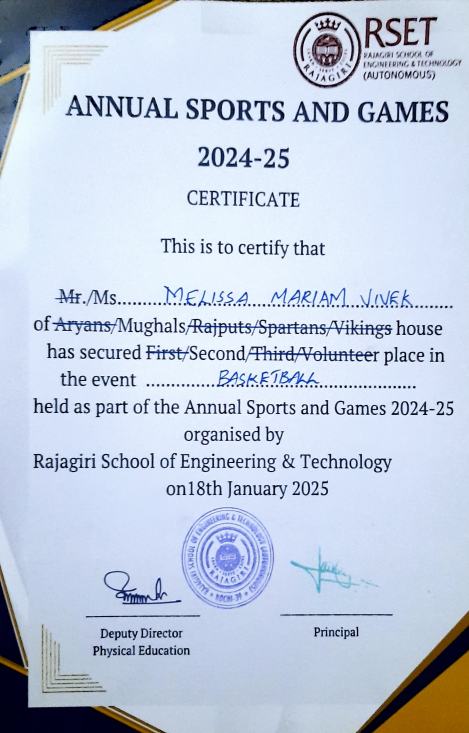 RSET
RAJAGIRI SCHOOL OF
ENGINEERING & TECHNOLOGY
(AUTONOMOUS)
RAJAGIRI
ANNUAL SPORTS AND GAMES
2024-25
CERTIFICATE
This is to certify that
Mr./Ms....MELISSA MARIAM VIVEK....
of Aryans/Mughals/Rajputs/Spartans/Vikings house
has secured First/Second/Third/Volunteer place in
the event ....BASKETBALL....
held as part of the Annual Sports and Games 2024-25
organised by
Rajagiri School of Engineering & Technology
on18th January 2025
RAJAGIRI SCHOOL OF ENGINEERING & TECHNOLOGY (AUTONOMOUS)
RAJAGIRI
KOCHI-39
Deputy Director
Physical Education
Principal